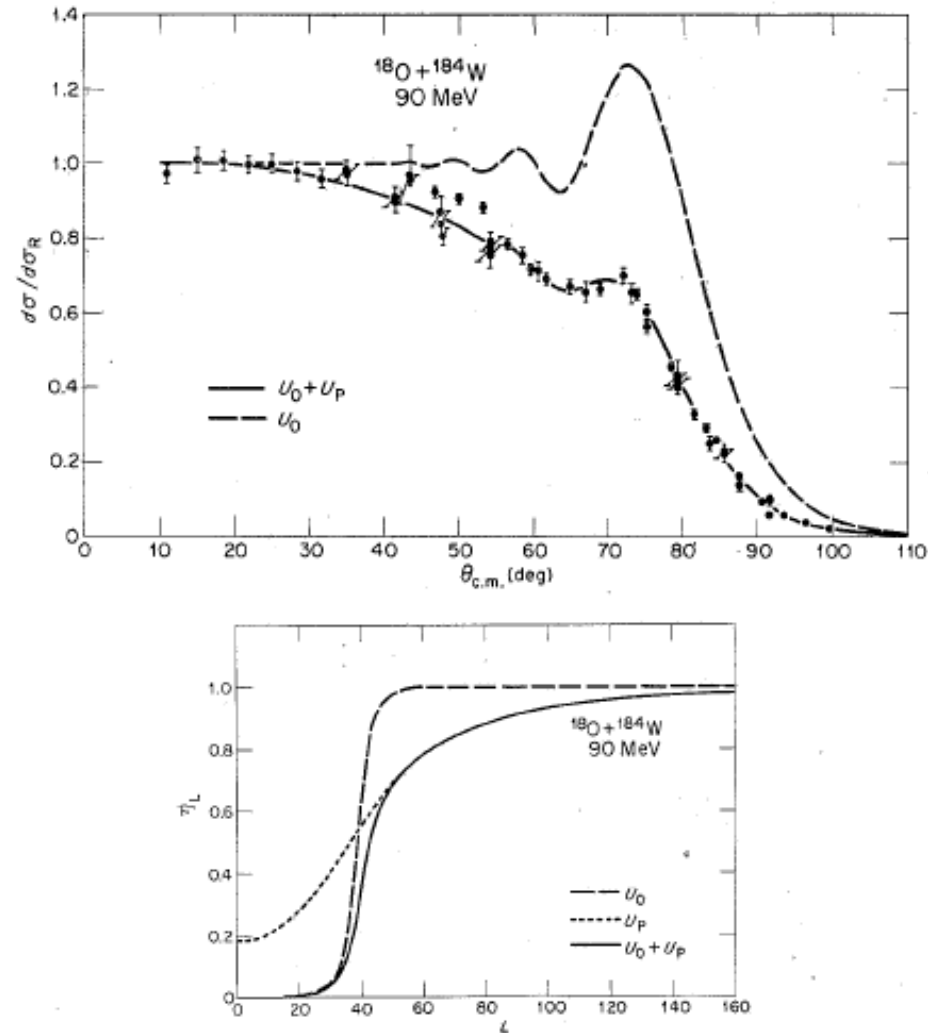 1.4
1.2
1.0
0.8
0.6
0.4
0.2
0
dσ/dσ_R
¹⁸O + ¹⁸⁴W
90 MeV
U₀ + U_P
U₀
0 10 20 30 40 50 60 70 80 90 100 110
θ_c.m. (deg)
1.0
0.8
0.6
0.4
0.2
0
η_L
¹⁸O + ¹⁸⁴W
90 MeV
U₀
U_P
U₀ + U_P
0 20 40 60 80 100 120 140 160